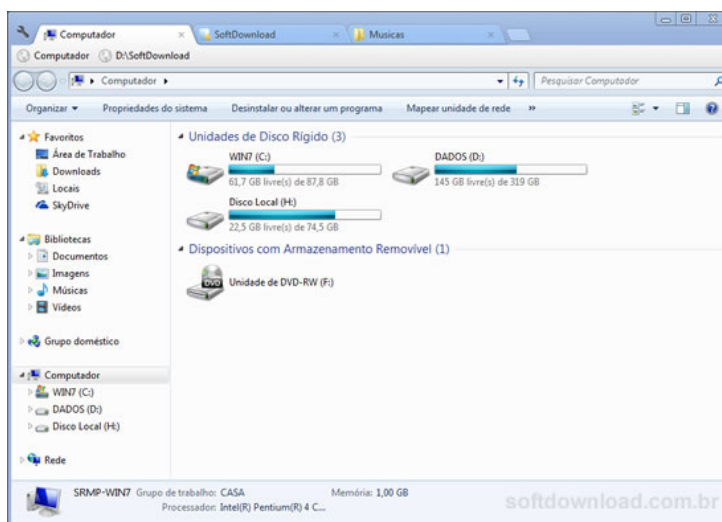 Computador SoftDownload Musicas
Computador D:\SoftDownload
Computador Pesquisar Computador
Organizar Propriedades do sistema Desinstalar ou alterar um programa Mapear unidade de rede »
Favoritos
Área de Trabalho
Downloads
Locais
SkyDrive
Bibliotecas
Documentos
Imagens
Músicas
Vídeos
Grupo doméstico
Computador
WIN7 (C:)
DADOS (D:)
Disco Local (H:)
Rede
Unidades de Disco Rígido (3)
WIN7 (C:)
61,7 GB livre(s) de 87,8 GB
DADOS (D:)
145 GB livre(s) de 319 GB
Disco Local (H:)
22,5 GB livre(s) de 74,5 GB
Dispositivos com Armazenamento Removível (1)
DVD
Unidade de DVD-RW (F:)
SRMP-WIN7 Grupo de trabalho: CASA Memória: 1,00 GB
Processador: Intel(R) Pentium(R) 4 C...
softdownload.com.br